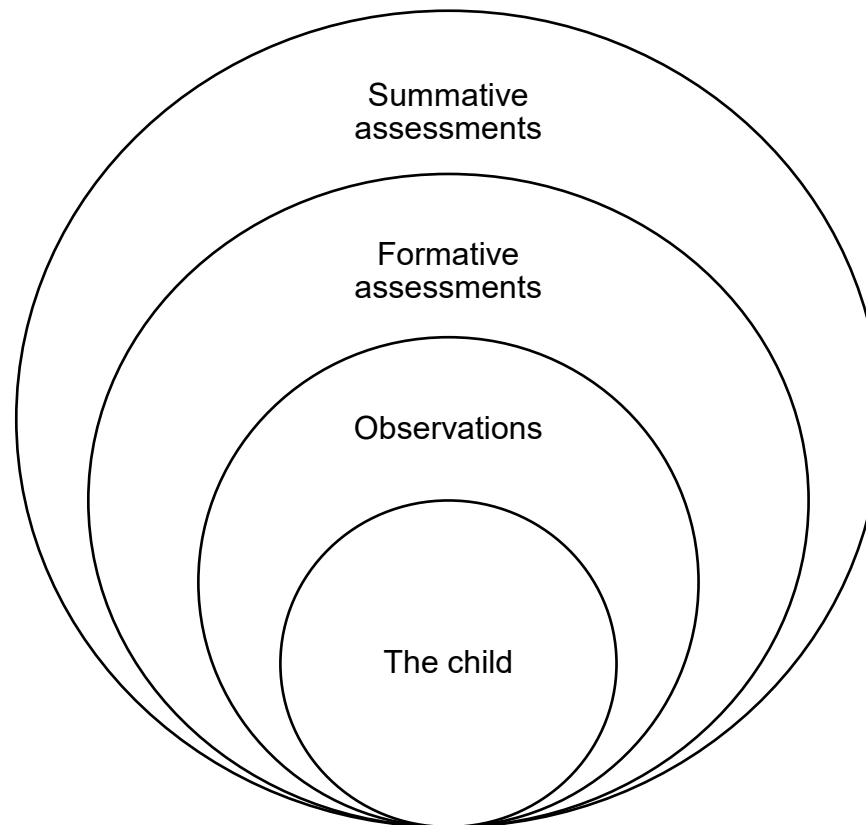 Summative
assessments
Formative
assessments
Observations
The child